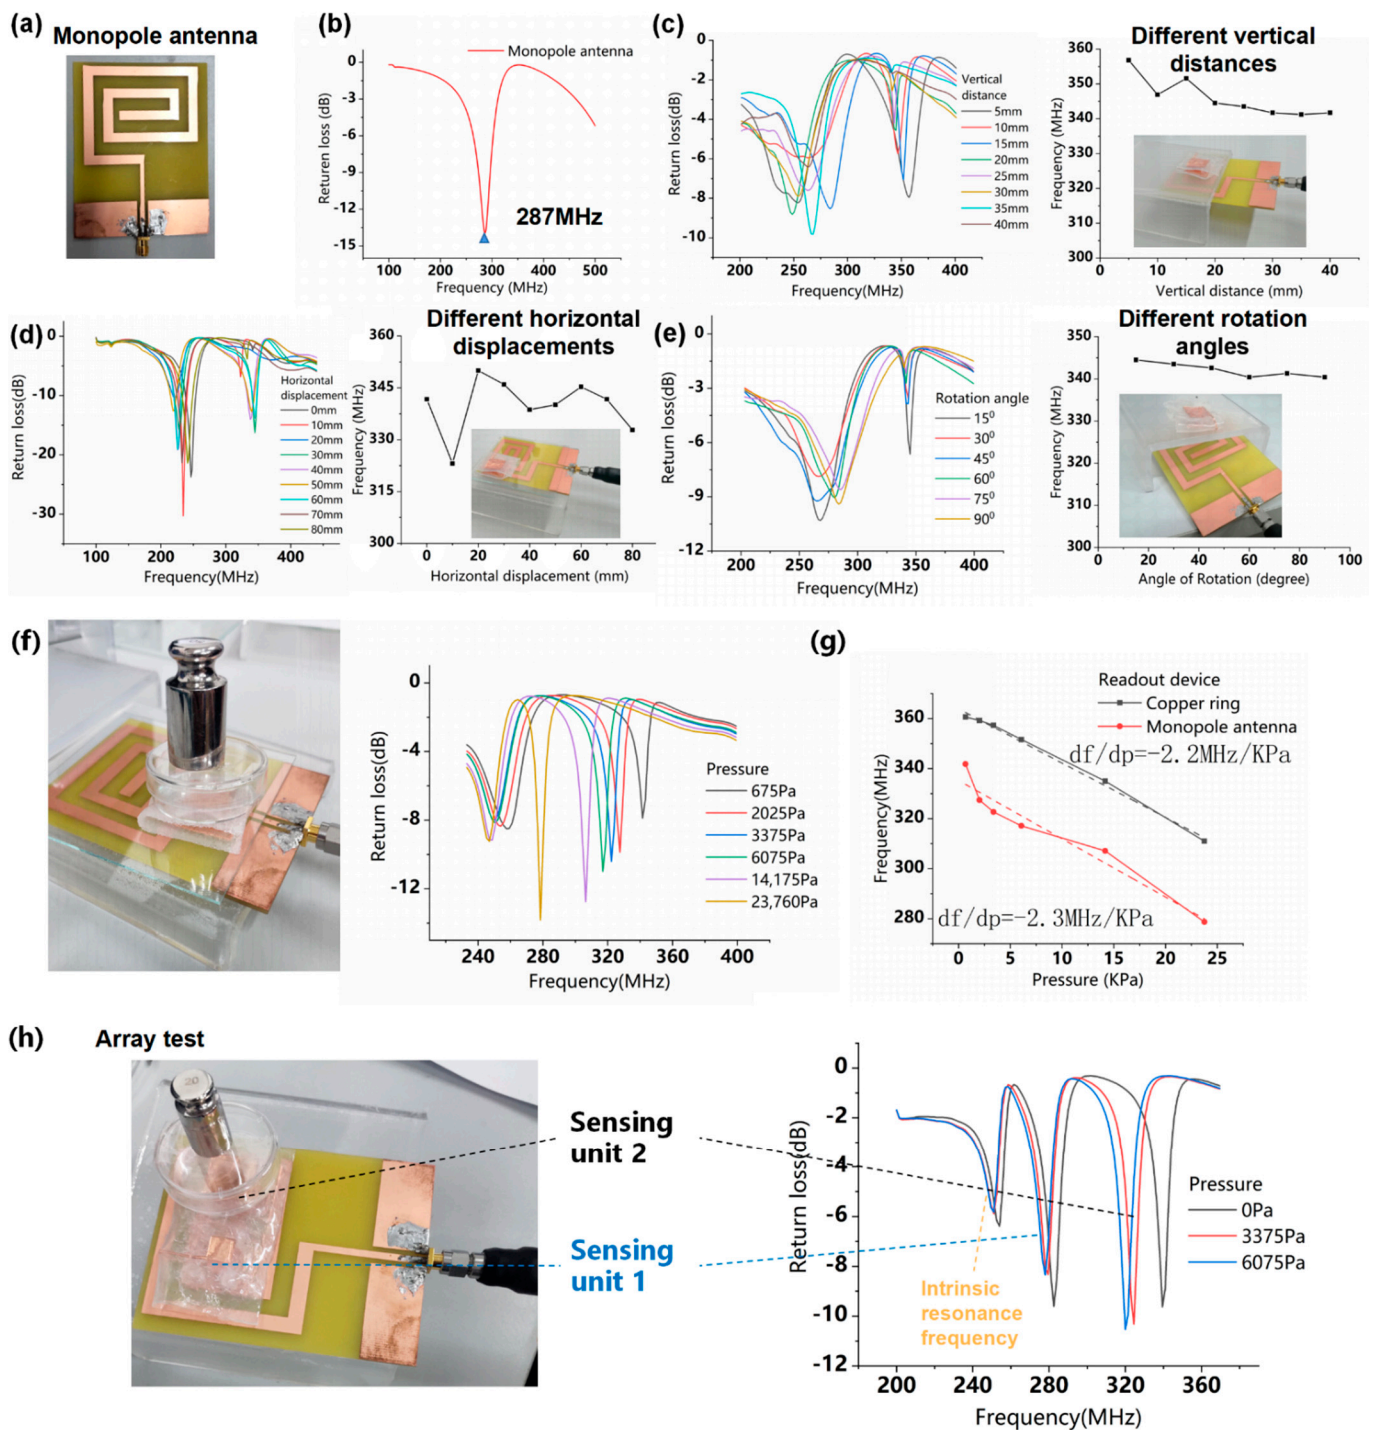 (a)
Monopole antenna
(b)
Monopole antenna
0
-3
-6
-9
-12
-15
Returen loss (dB)
287MHz
100
200
300
400
500
Frequency (MHz)
(c)
0
-2
-4
-6
-8
-10
Return loss(dB)
Vertical
distance
5mm
10mm
15mm
20mm
25mm
30mm
35mm
40mm
200
250
300
350
400
Frequency(MHz)
Different vertical
distances
360
350
340
330
320
310
300
Frequency (MHz)
0
10
20
30
40
Vertical distance (mm)
(d)
0
-10
-20
-30
Return loss(dB)
Horizontal
displacement
0mm
10mm
20mm
30mm
40mm
50mm
60mm
70mm
80mm
100
200
300
400
Frequency(MHz)
Different horizontal
displacements
360
345
330
315
300
Frequency (MHz)
0
20
40
60
80
Horizontal displacement (mm)
(e)
0
-3
-6
-9
-12
Return loss(dB)
Rotation angle
15⁰
30⁰
45⁰
60⁰
75⁰
90⁰
200
250
300
350
400
Frequency(MHz)
Different rotation
angles
350
340
330
320
310
300
Frequency (MHz)
0
20
40
60
80
100
Angle of Rotation (degree)
(f)
0
-4
-8
-12
Return loss(dB)
Pressure
675Pa
2025Pa
3375Pa
6075Pa
14,175Pa
23,760Pa
240
280
320
360
400
Frequency(MHz)
(g)
Readout device
Copper ring
Monopole antenna
360
340
320
300
280
Frequency(MHz)
df/dp=-2.2MHz/KPa
df/dp=-2.3MHz/KPa
0
5
10
15
20
25
Pressure (KPa)
(h)
Array test
20
Sensing
unit 2
Sensing
unit 1
0
-2
-4
-6
-8
-10
-12
Return loss(dB)
Pressure
0Pa
3375Pa
6075Pa
Intrinsic
resonance
frequency
200
240
280
320
360
Frequency(MHz)